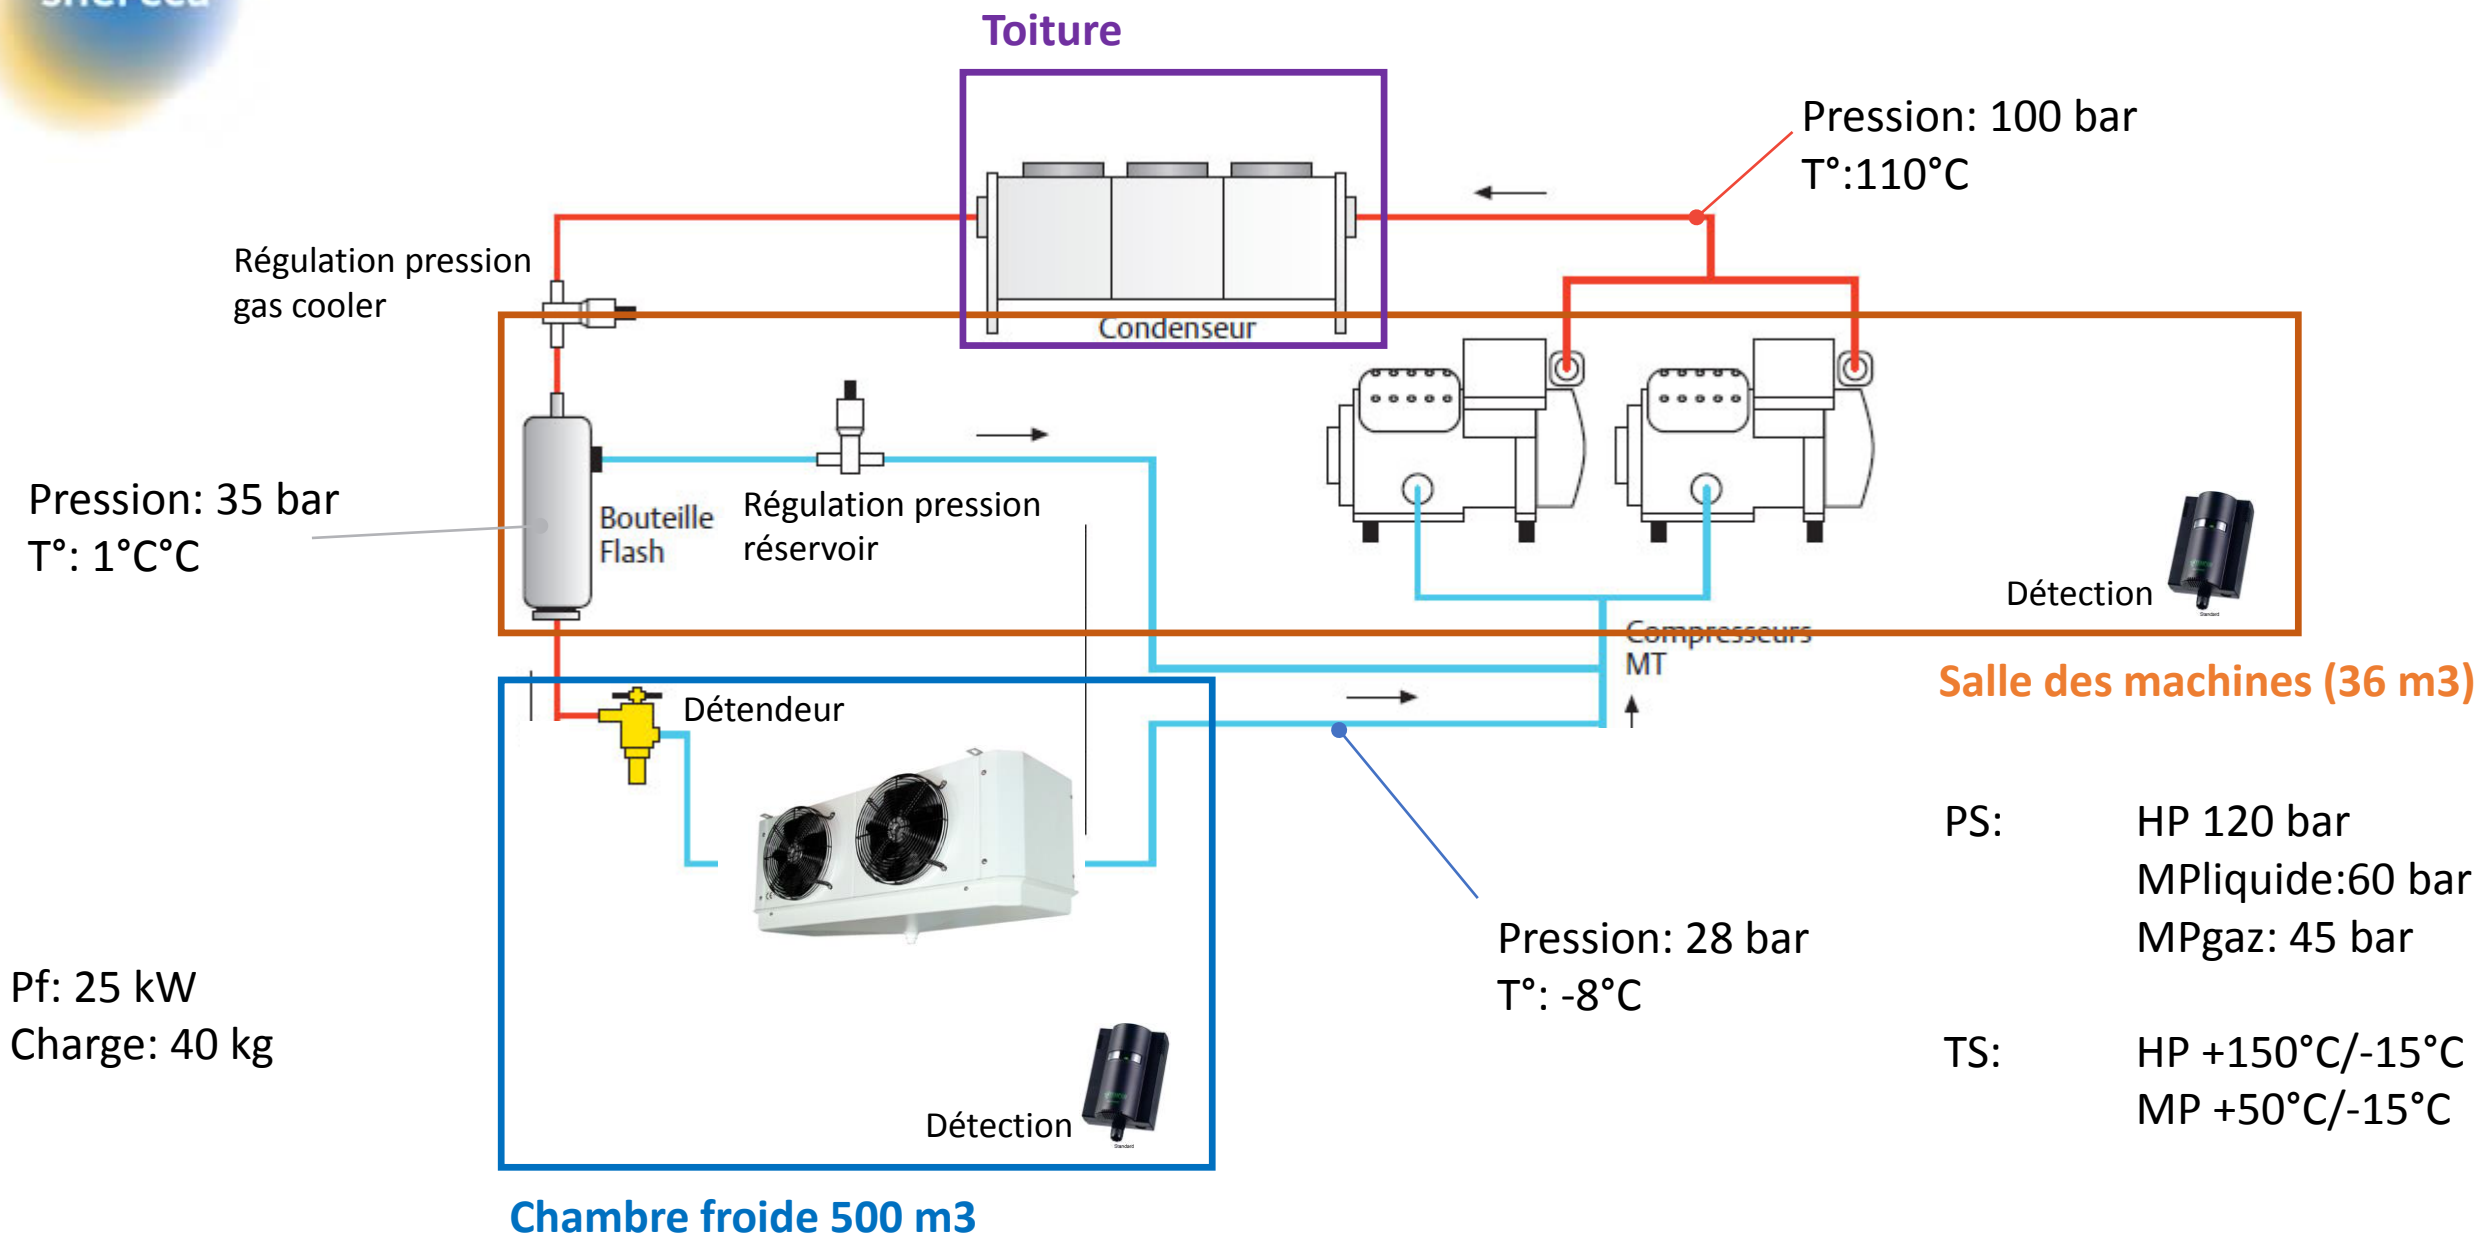 Toiture
Pression: 100 bar
T°:110°C
Régulation pression
gas cooler
Condenseur
Pression: 35 bar
T°: 1°C°C
Bouteille
Flash
Régulation pression
réservoir
Détection
Standard
Compresseurs
MT
Salle des machines (36 m3)
Détendeur
PS:
HP 120 bar
MPliquide:60 bar
MPgaz: 45 bar
Pression: 28 bar
T°: -8°C
Pf: 25 kW
Charge: 40 kg
TS:
HP +150°C/-15°C
MP +50°C/-15°C
Détection
Standard
Chambre froide 500 m3